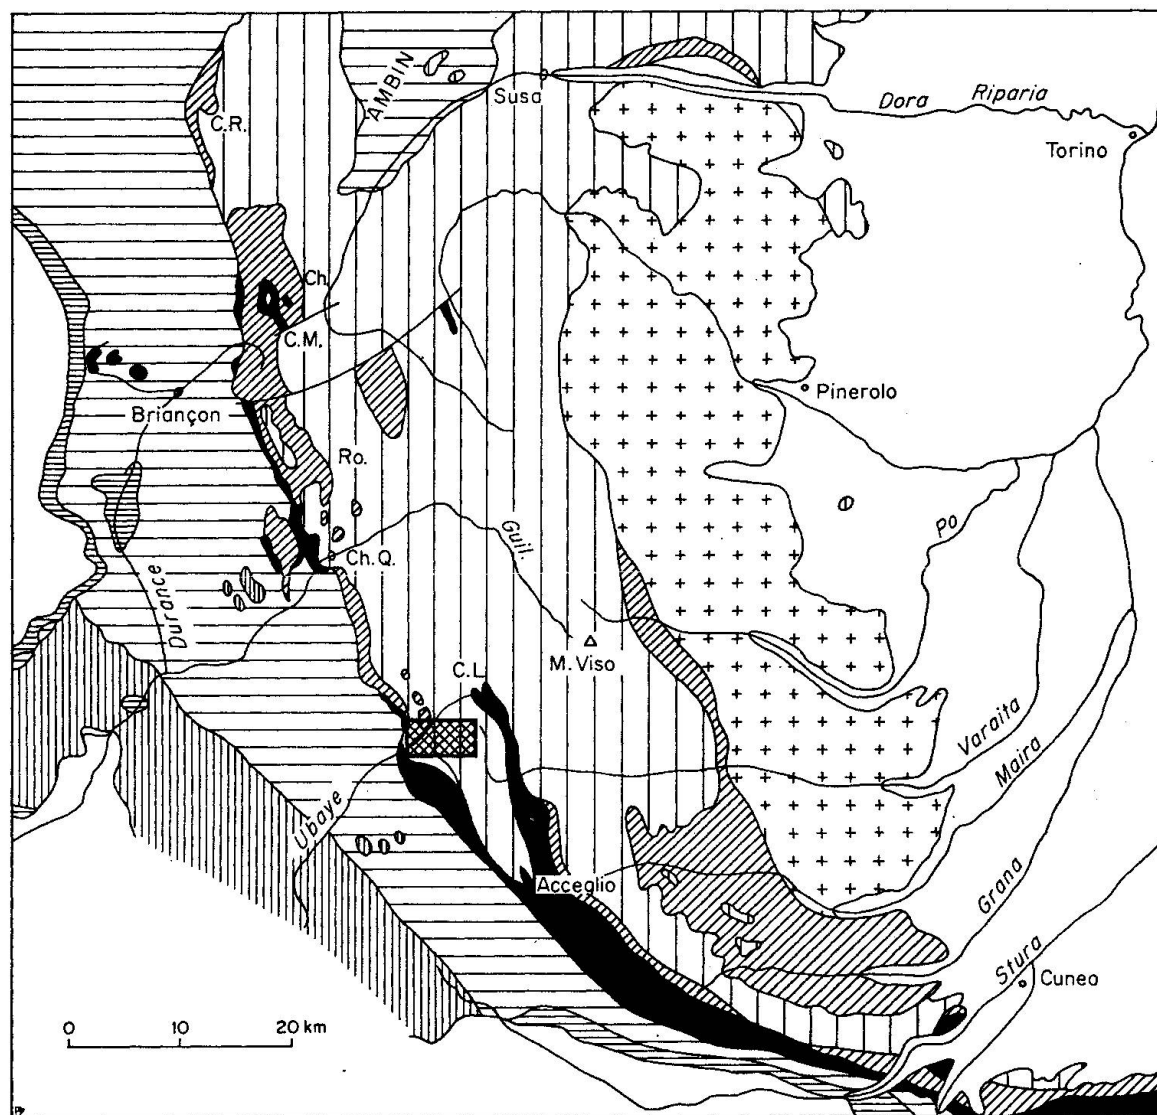 AMBIN
Susa
Dora Riparia
C.R.
Torino
Ch.
C.M.
Pinerolo
Briançon
Ro.
Po
Guil.
Ch.Q.
Durance
M. Viso
C.L.
Varaita
Maira
Ubaye
Acceglio
Grana
Stura
Cuneo
0 10 20 km